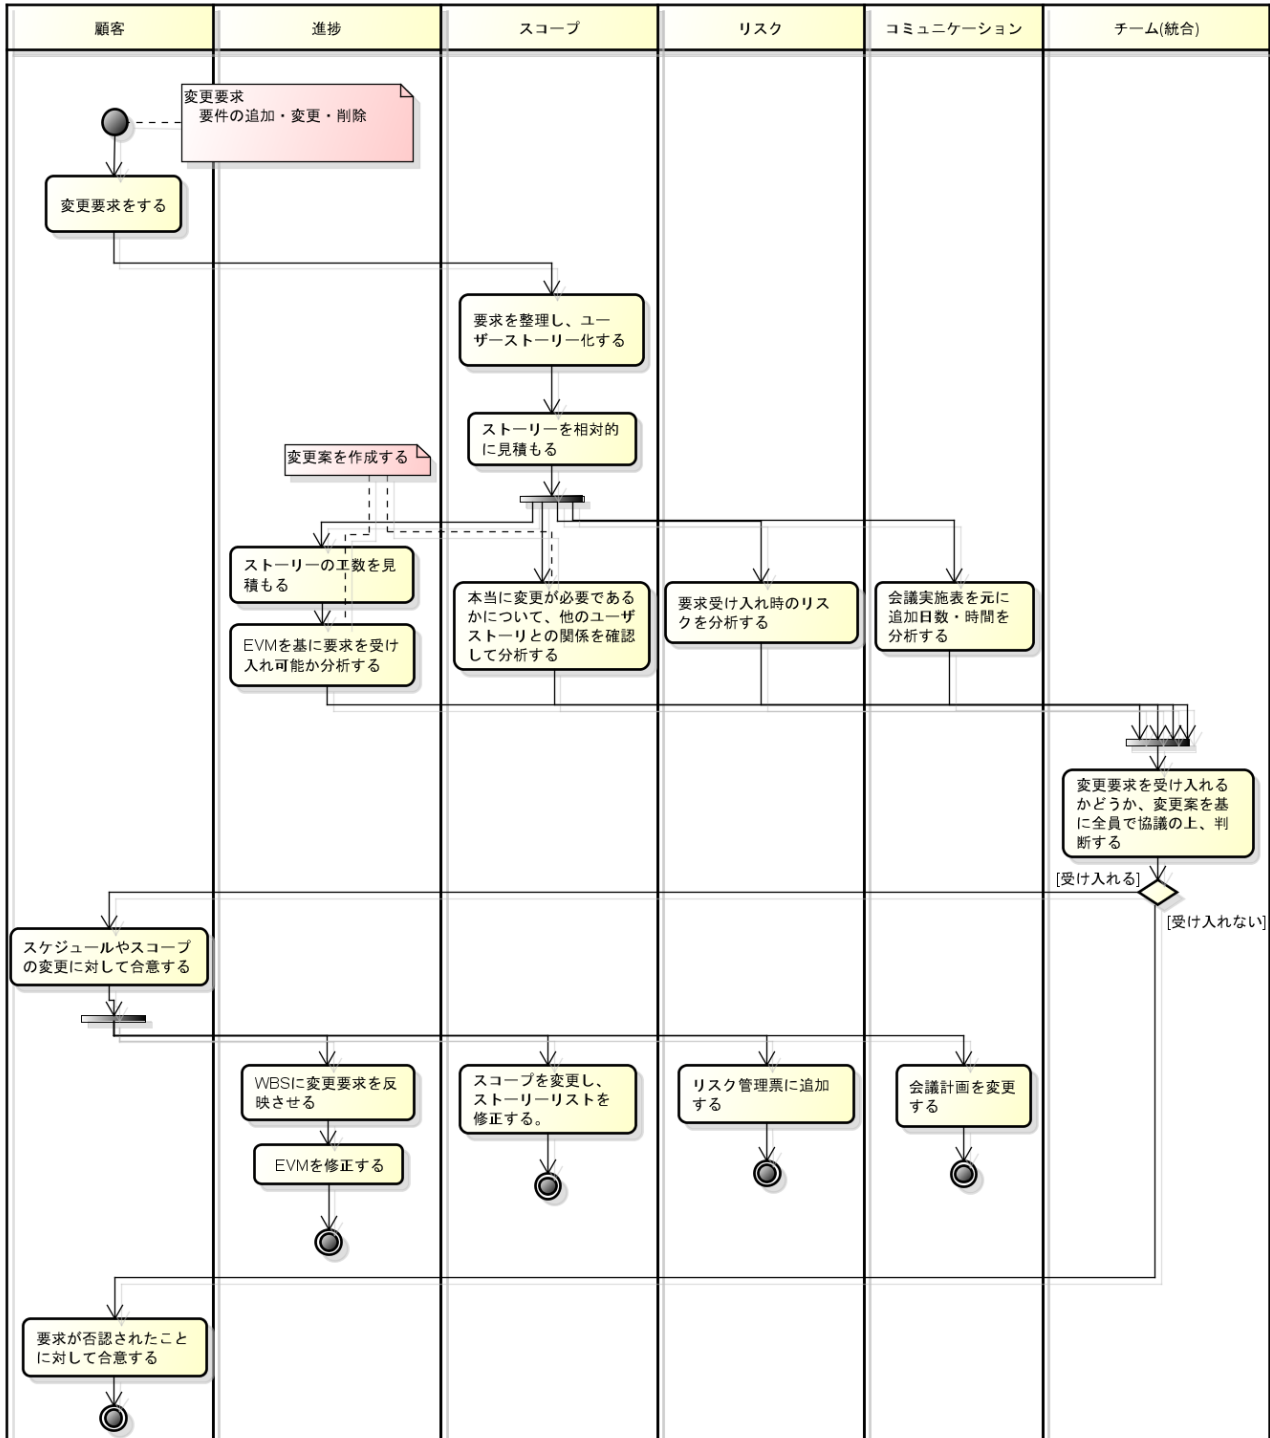 顧客
進捗
スコープ
リスク
コミュニケーション
チーム(統合)
変更要求
要件の追加・変更・削除
変更要求をする
要求を整理し、ユー
ザーストーリー化する
ストーリーを相対的
に見積もる
変更案を作成する
ストーリーの工数を見
積もる
EVMを基に要求を受け
入れ可能か分析する
本当に変更が必要である
かについて、他のユーザ
ストーリとの関係を確認
して分析する
要求受け入れ時のリス
クを分析する
会議実施表を元に
追加日数・時間を
分析する
変更要求を受け入れる
かどうか、変更案を基
に全員で協議の上、判
断する
[受け入れる]
[受け入れない]
スケジュールやスコープ
の変更に対して合意する
WBSに変更要求を反
映させる
EVMを修正する
スコープを変更し、
ストーリーリストを
修正する。
リスク管理票に追加
する
会議計画を変更
する
要求が否認されたこと
に対して合意する